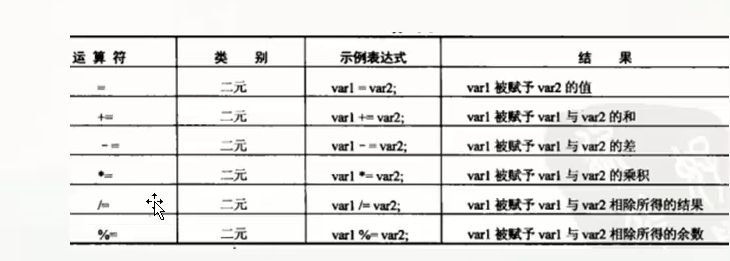 运 算 符 类 别 示例表达式 结 果
= 二元 var1 = var2; var1 被赋予 var2 的值
+= 二元 var1 += var2; var1 被赋予 var1 与 var2 的和
- = 二元 var1 - = var2; var1 被赋予 var1 与 var2 的差
*= 二元 var1 *= var2; var1 被赋予 var1 与 var2 的乘积
/= 二元 var1 /= var2; var1 被赋予 var1 与 var2 相除所得的结果
%= 二元 var1 %= var2; var1 被赋予 var1 与 var2 相除所得的余数